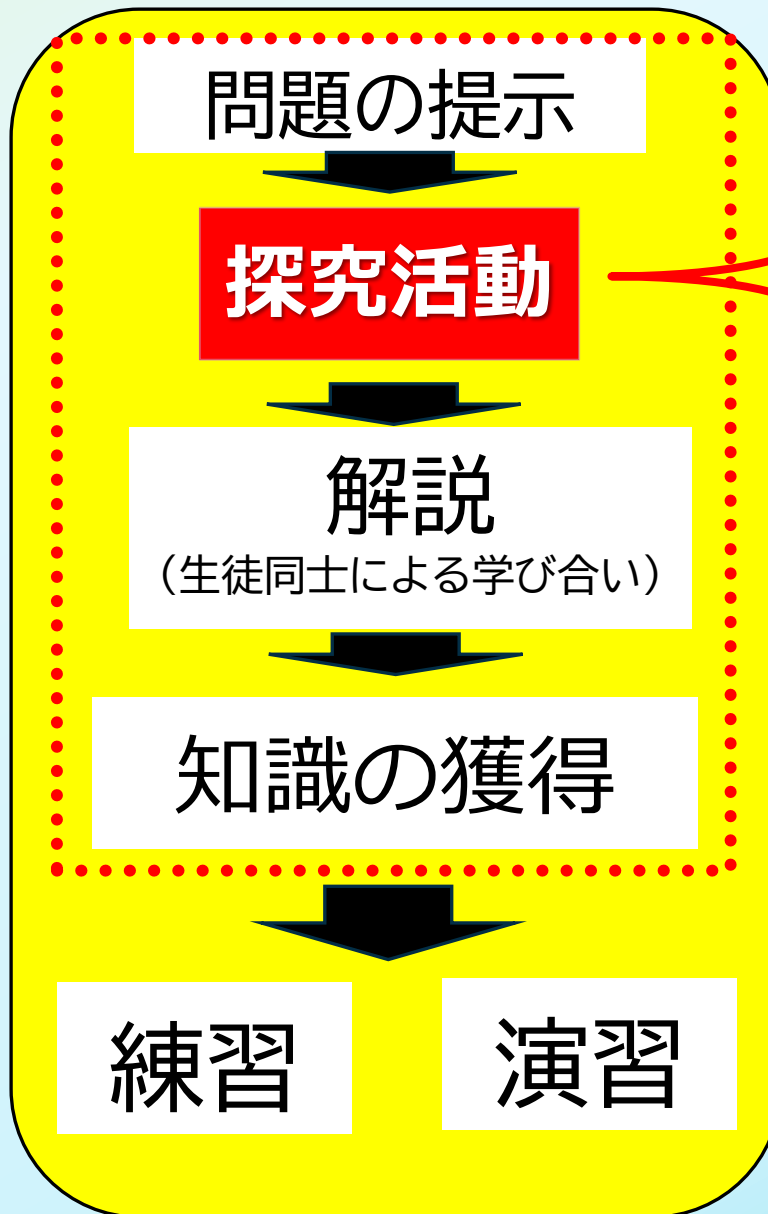 問題の提示
探究活動
解説
（生徒同士による学び合い）
知識の獲得
練習
演習